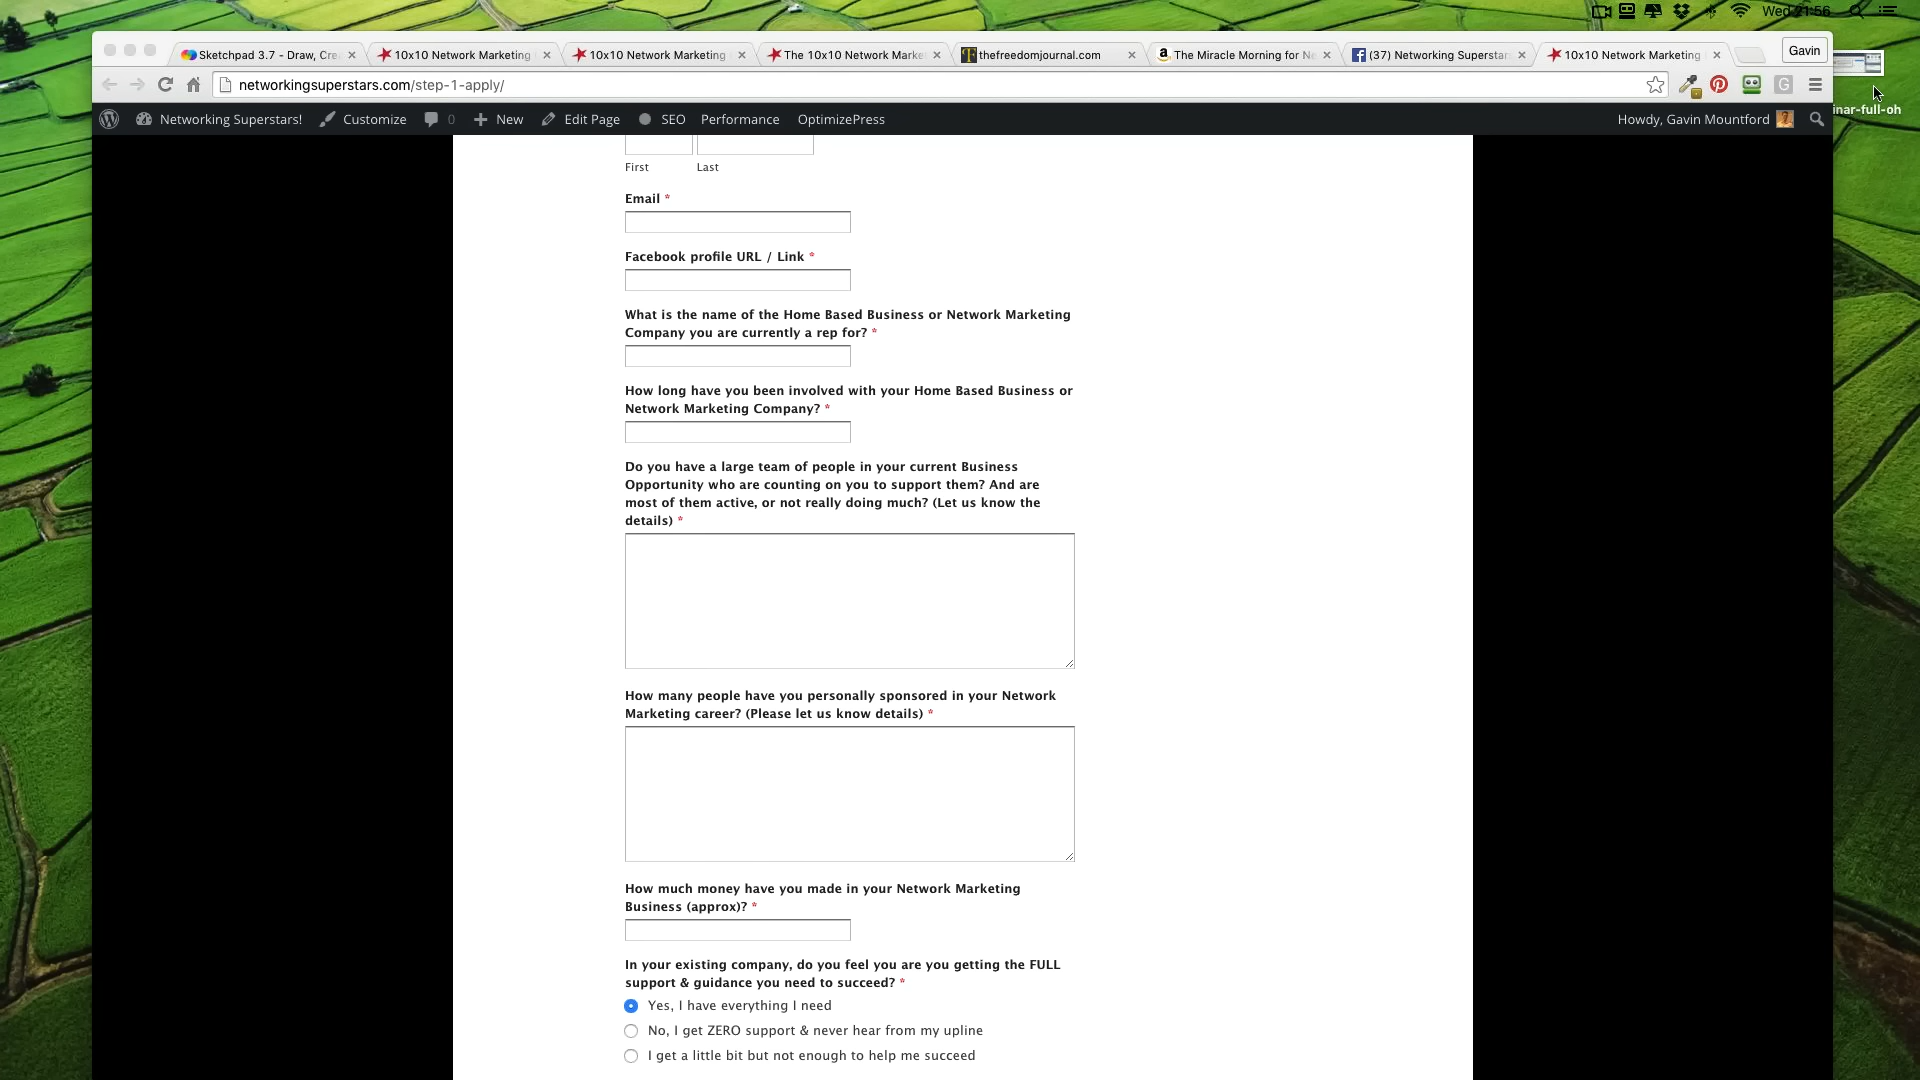 Wed 21:56
Sketchpad 3.7 - Draw, Cre
10x10 Network Marketing
10x10 Network Marketing
The 10x10 Network Marke
thefreedomjournal.com
The Miracle Morning for Ne
(37) Networking Superstar
10x10 Network Marketing
Gavin
networkingsuperstars.com/step-1-apply/
inar-full-oh
Networking Superstars!
Customize
0
New
Edit Page
SEO
Performance
OptimizePress
Howdy, Gavin Mountford
First
Last
Email *
Facebook profile URL / Link *
What is the name of the Home Based Business or Network Marketing
Company you are currently a rep for? *
How long have you been involved with your Home Based Business or
Network Marketing Company? *
Do you have a large team of people in your current Business
Opportunity who are counting on you to support them? And are
most of them active, or not really doing much? (Let us know the
details) *
How many people have you personally sponsored in your Network
Marketing career? (Please let us know details) *
How much money have you made in your Network Marketing
Business (approx)? *
In your existing company, do you feel you are you getting the FULL
support & guidance you need to succeed? *
Yes, I have everything I need
No, I get ZERO support & never hear from my upline
I get a little bit but not enough to help me succeed